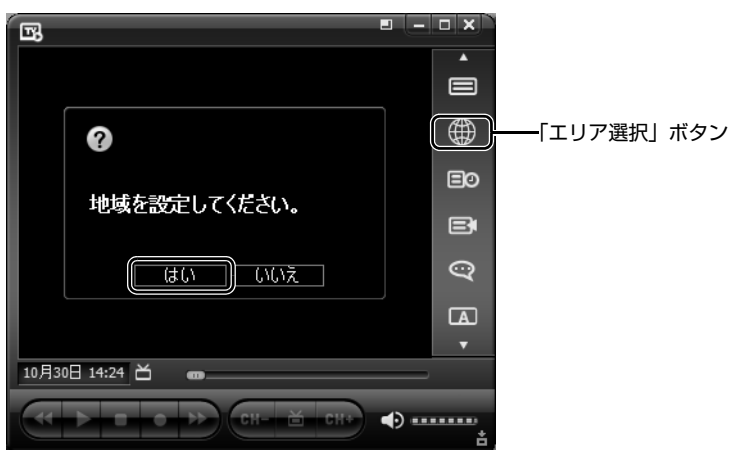 TV
「エリア選択」ボタン
?
地域を設定してください。
はい
いいえ
A
10月30日 14:24
CH-
CH+